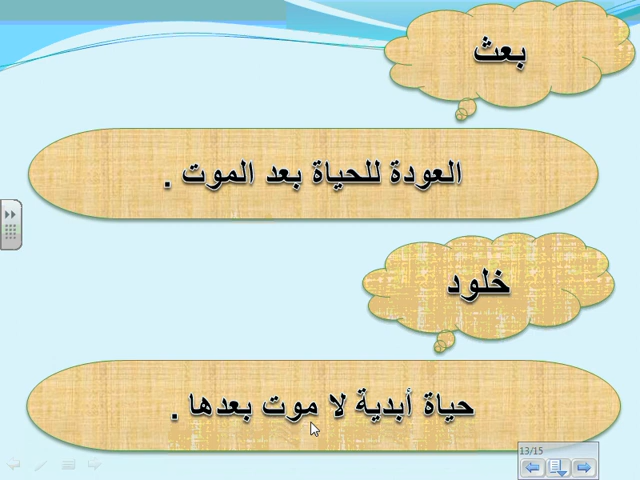 بعث
العودة للحياة بعد الموت .
خلود
حياة أبدية لا موت بعدها .
13/15